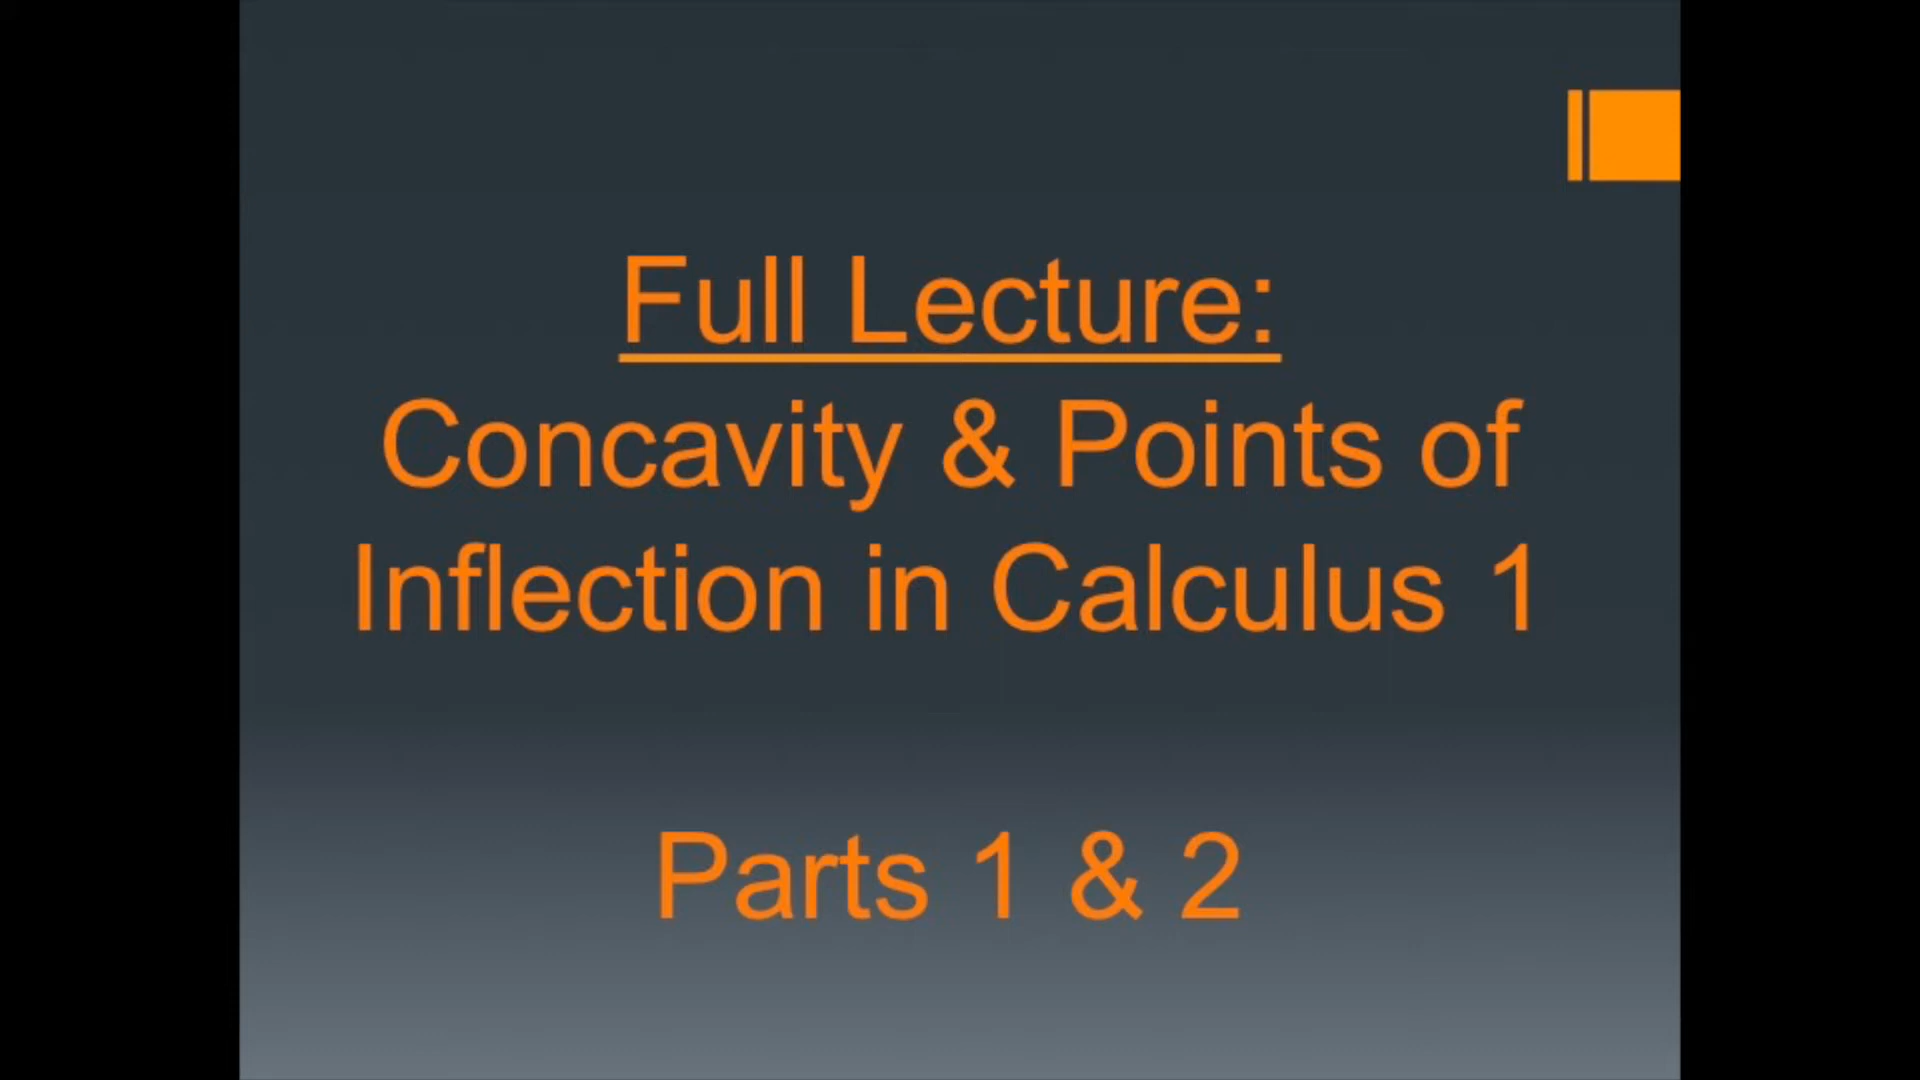 Full Lecture:
Concavity & Points of
Inflection in Calculus 1
Parts 1 & 2